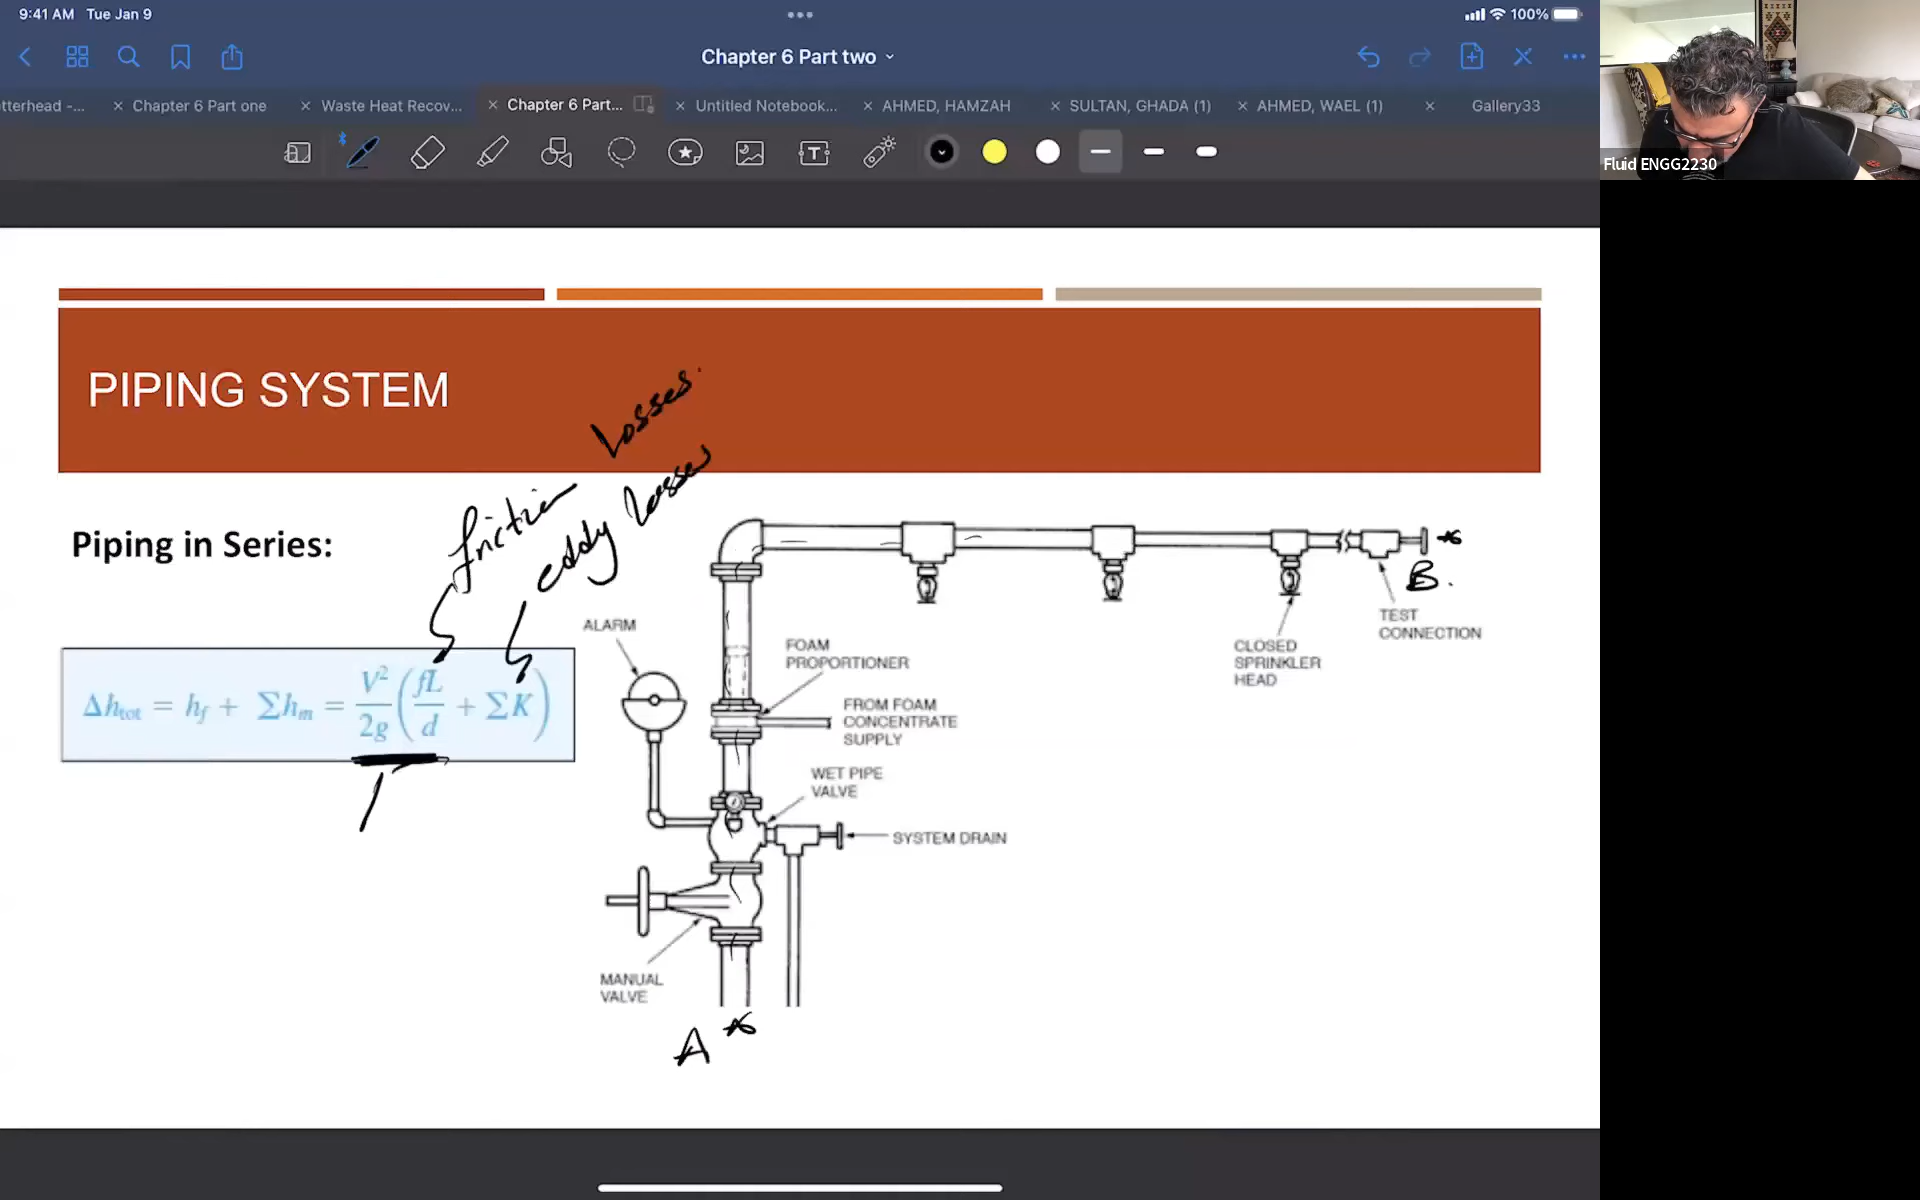 9:41 AM Tue Jan 9
100%
Chapter 6 Part two
tterhead -...
Chapter 6 Part one
Waste Heat Recov...
Chapter 6 Part...
Untitled Notebook...
AHMED, HAMZAH
SULTAN, GHADA (1)
AHMED, WAEL (1)
Gallery33
T
Fluid ENGG2230
PIPING SYSTEM
friction Losses.
eddy losses
Piping in Series:
Δh_tot = h_f + Σh_m = V²/2g (fL/d + ΣK)
ALARM
FOAM
PROPORTIONER
FROM FOAM
CONCENTRATE
SUPPLY
WET PIPE
VALVE
SYSTEM DRAIN
MANUAL
VALVE
CLOSED
SPRINKLER
HEAD
TEST
CONNECTION
B.
A